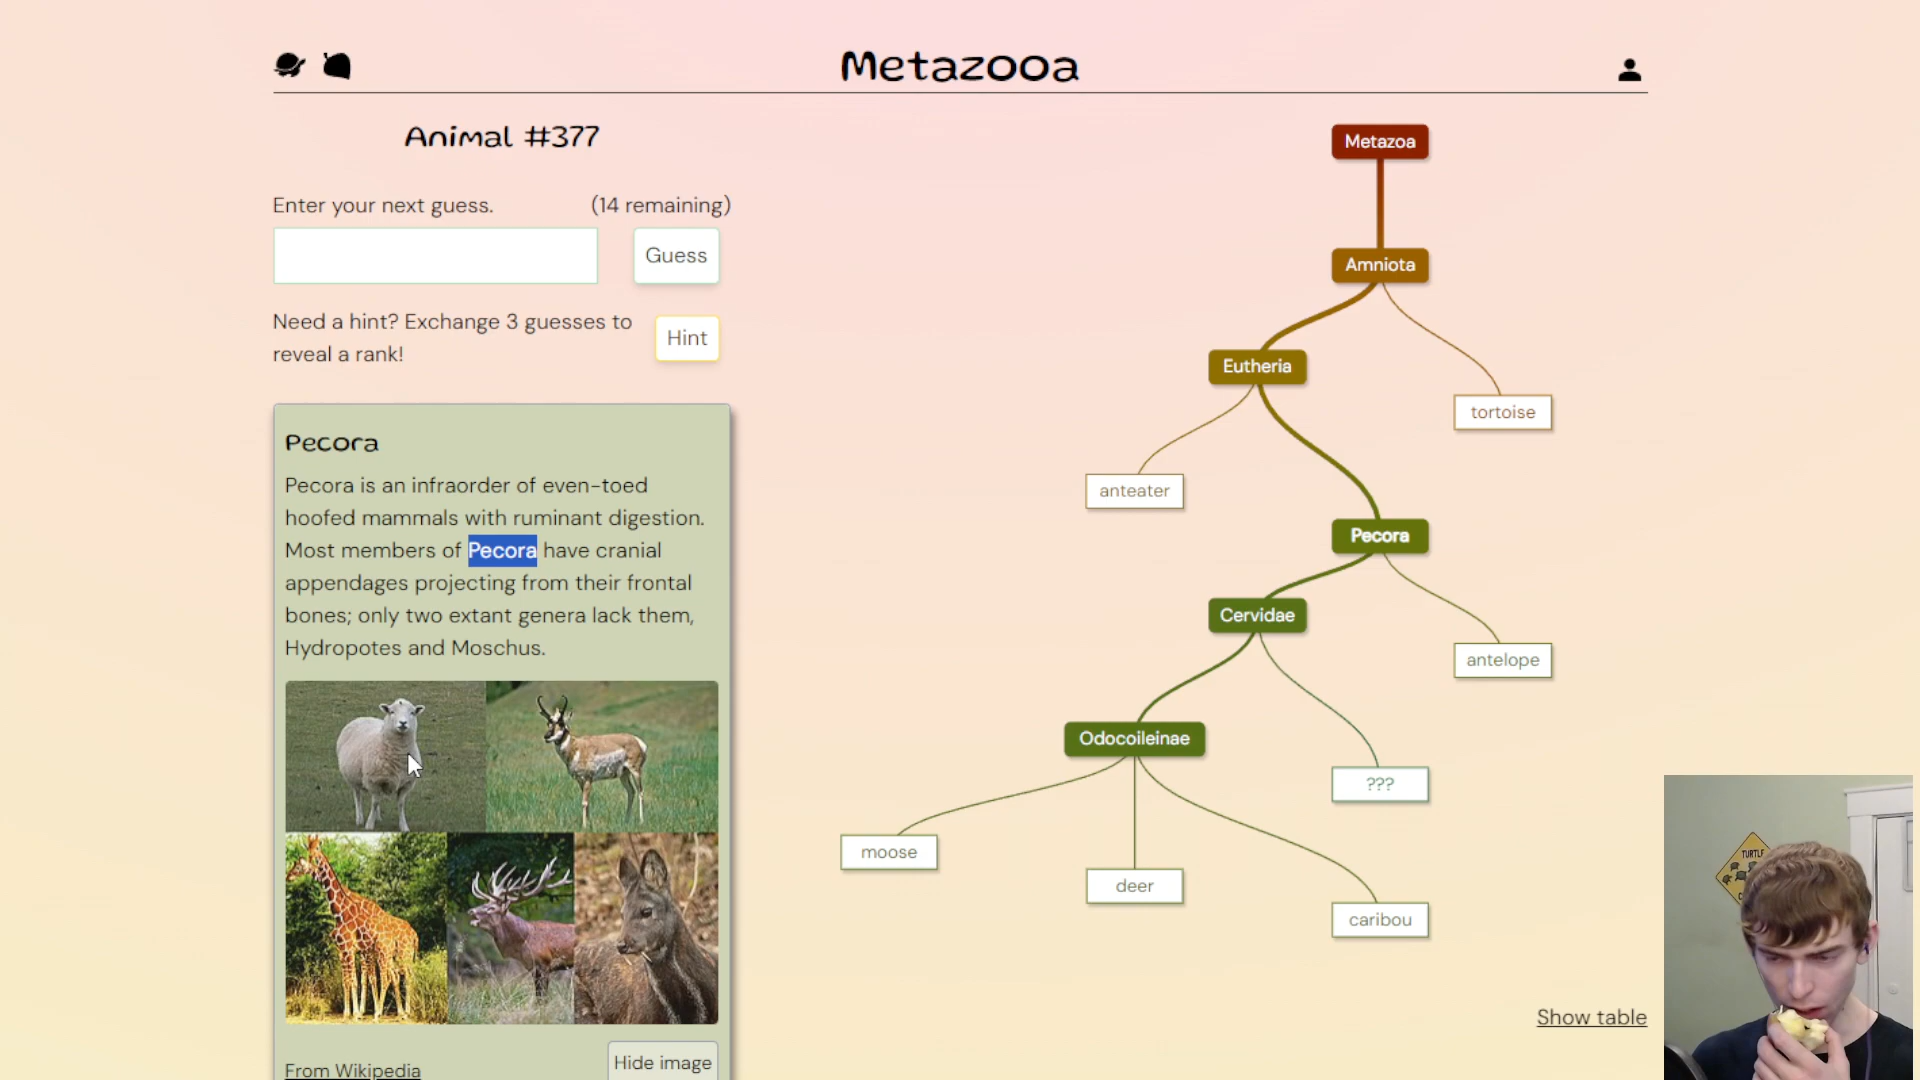 Metazooa
Animal #377
Enter your next guess.
(14 remaining)
Guess
Need a hint? Exchange 3 guesses to
reveal a rank!
Hint
Pecora
Pecora is an infraorder of even-toed
hoofed mammals with ruminant digestion.
Most members of Pecora have cranial
appendages projecting from their frontal
bones; only two extant genera lack them,
Hydropotes and Moschus.
From Wikipedia
Hide image
Metazoa
Amniota
Eutheria
tortoise
anteater
Pecora
Cervidae
antelope
Odocoileinae
???
moose
deer
caribou
Show table
TURTLE